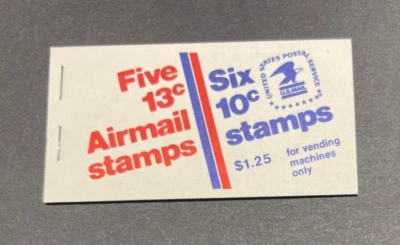 Five
13c
Airmail
stamps
Six
10c
stamps
$1.25
for vending
machines
only
UNITED STATES POSTAL SERVICE
U.S.MAIL